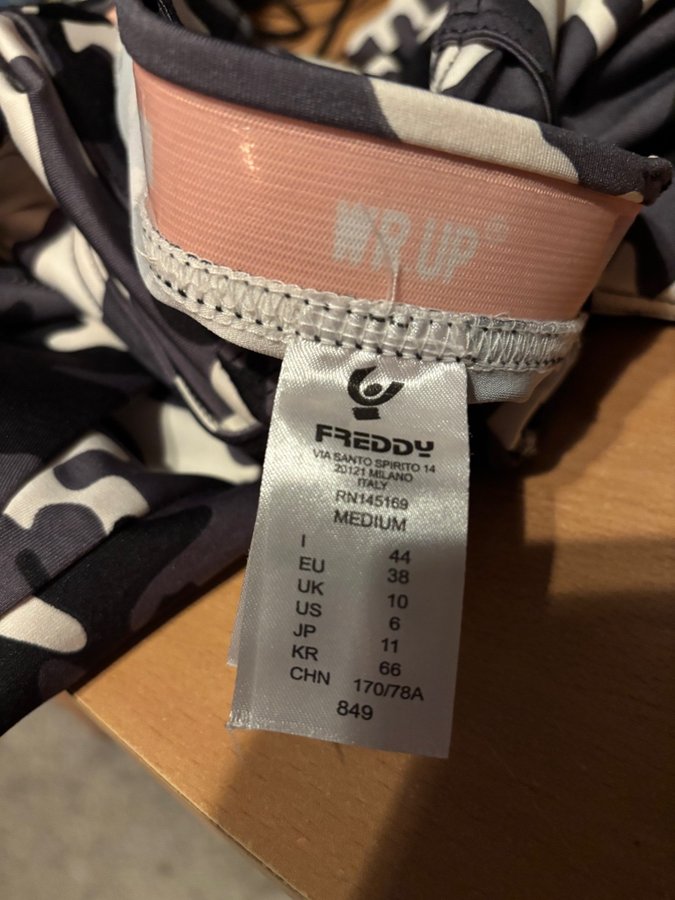 WR.UP®
FREDDY
VIA SANTO SPIRITO 14
20121 MILANO
ITALY
RN145169
MEDIUM
I 44
EU 38
UK 10
US 6
JP 11
KR 66
CHN 170/78A
849